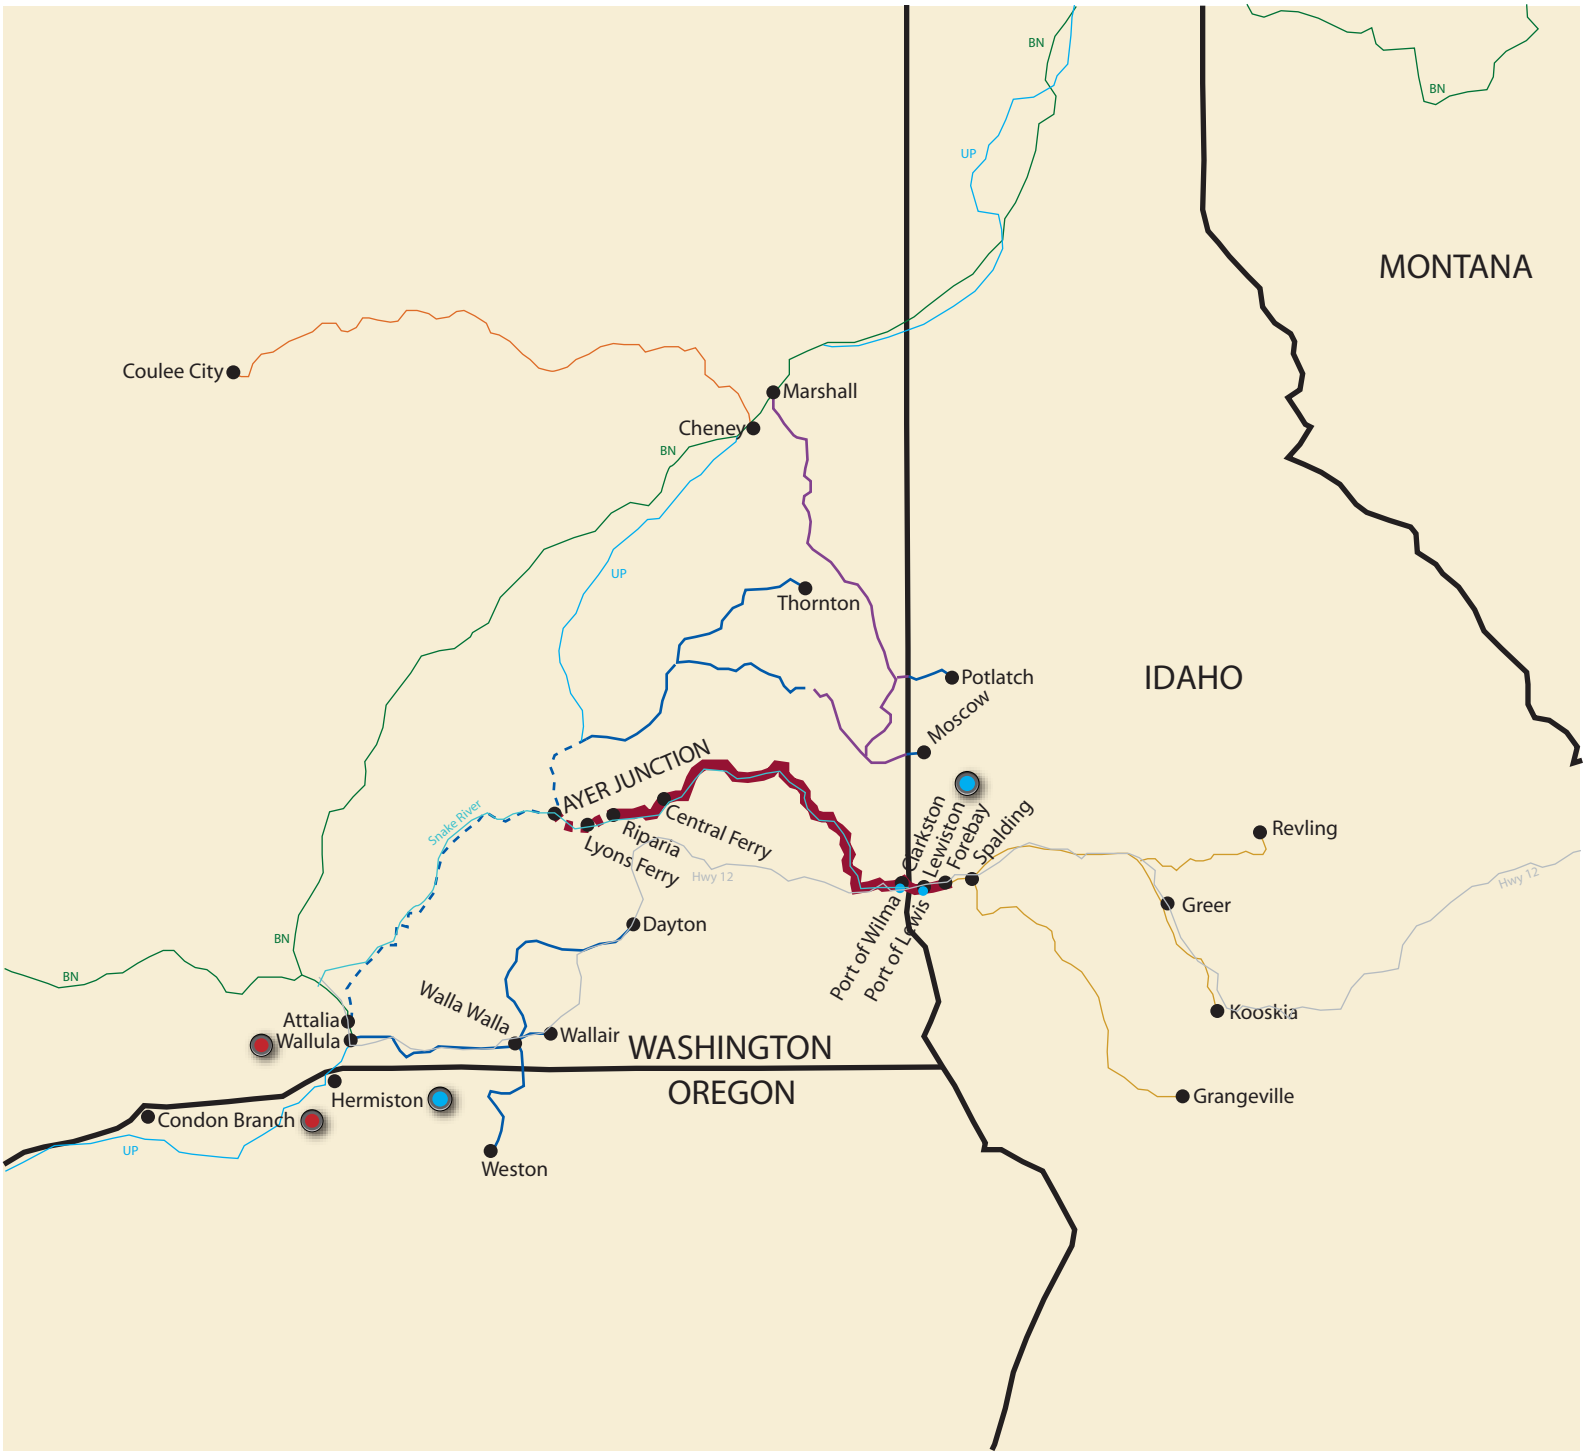 BN
BN
UP
MONTANA
Coulee City
Marshall
Cheney
BN
UP
Thornton
Potlatch
IDAHO
Moscow
AYER JUNCTION
Snake River
Central Ferry
Riparia
Lyons Ferry
Clarkston
Lewiston
Forebay
Spalding
Revling
Hwy 12
Hwy 12
Port of Wilma
Port of Lewis
Greer
Dayton
BN
BN
Walla Walla
Attalia
Wallula
Wallair
Kooskia
WASHINGTON
OREGON
Hermiston
Condon Branch
Grangeville
UP
Weston